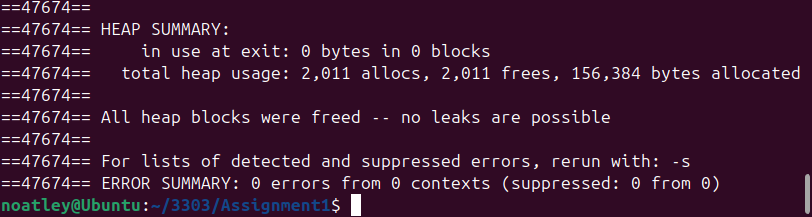 ==47674==
==47674== HEAP SUMMARY:
==47674==     in use at exit: 0 bytes in 0 blocks
==47674==   total heap usage: 2,011 allocs, 2,011 frees, 156,384 bytes allocated
==47674==
==47674== All heap blocks were freed -- no leaks are possible
==47674==
==47674== For lists of detected and suppressed errors, rerun with: -s
==47674== ERROR SUMMARY: 0 errors from 0 contexts (suppressed: 0 from 0)
noatley@Ubuntu:~/3303/Assignment1$